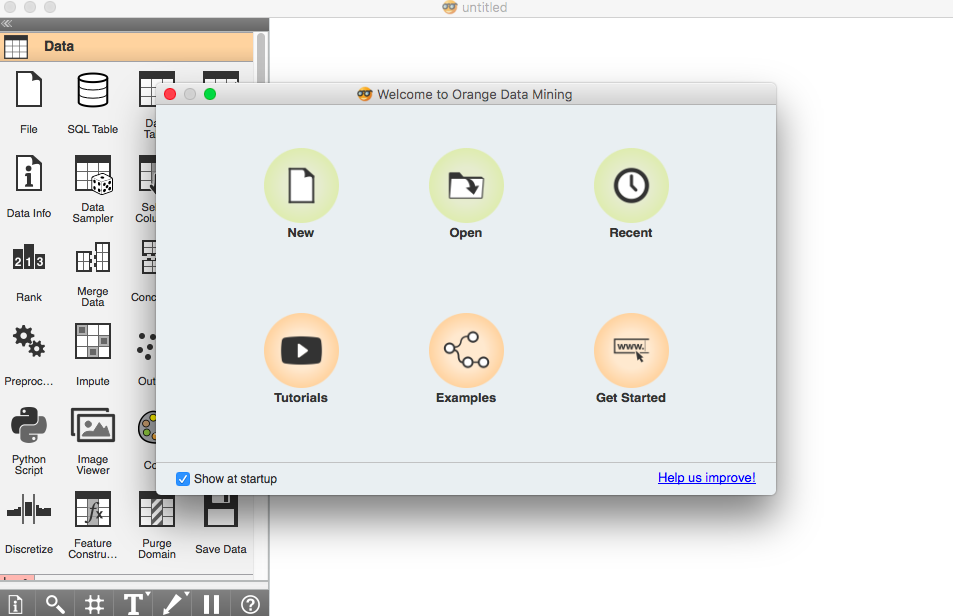 untitled
Data
File
SQL Table
Da
Ta
Data Info
Data
Sampler
Se
Colu
Rank
Merge
Data
Conc
Preproc...
Impute
Out
Python
Script
Image
Viewer
Co
Discretize
Feature
Constru...
Purge
Domain
Save Data
Welcome to Orange Data Mining
New
Open
Recent
Tutorials
Examples
www.
Get Started
Show at startup
Help us improve!